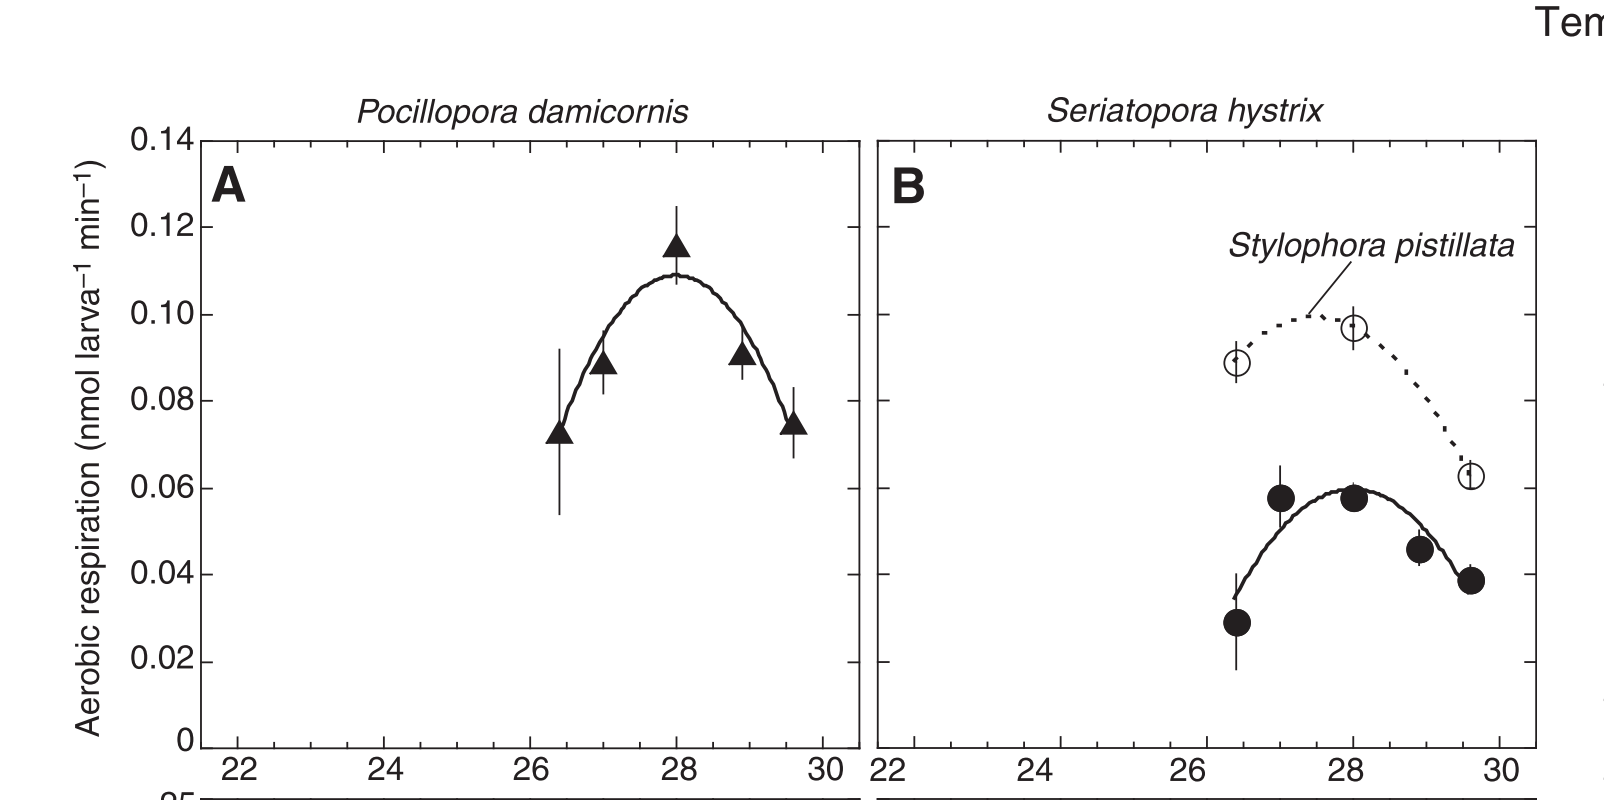 Pocillopora damicornis
Seriatopora hystrix
Aerobic respiration (nmol larva⁻¹ min⁻¹)
0.14
0.12
0.10
0.08
0.06
0.04
0.02
0
A
B
Stylophora pistillata
22 24 26 28 30
22 24 26 28 30